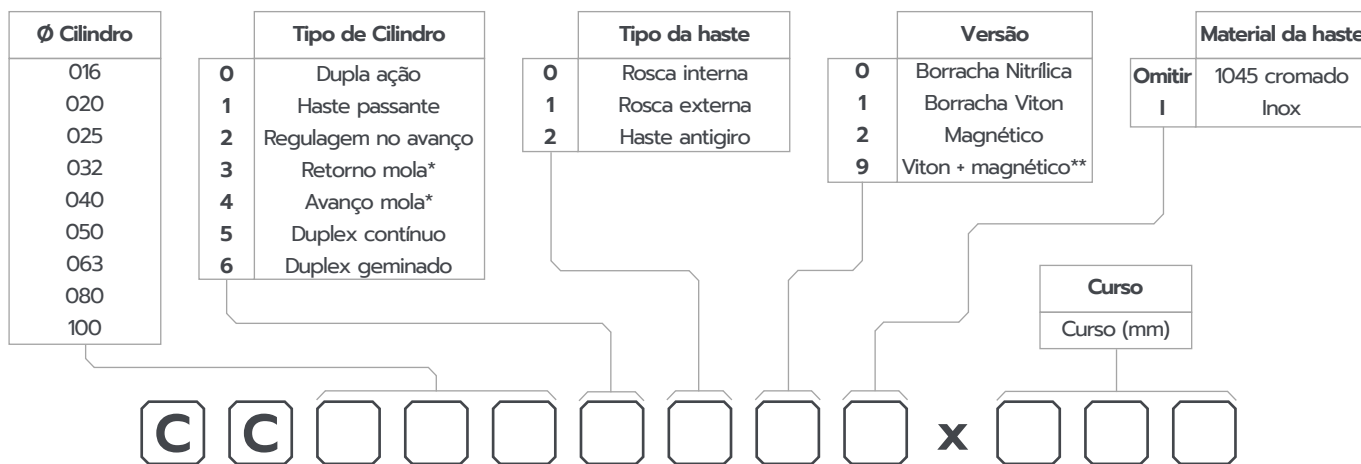 Ø Cilindro
016
020
025
032
040
050
063
080
100
Tipo de Cilindro
0 Dupla ação
1 Haste passante
2 Regulagem no avanço
3 Retorno mola*
4 Avanço mola*
5 Duplex contínuo
6 Duplex geminado
Tipo da haste
0 Rosca interna
1 Rosca externa
2 Haste antigiro
Versão
0 Borracha Nitrílica
1 Borracha Viton
2 Magnético
9 Viton + magnético**
Material da haste
Omitir 1045 cromado
I Inox
Curso
Curso (mm)
C C x